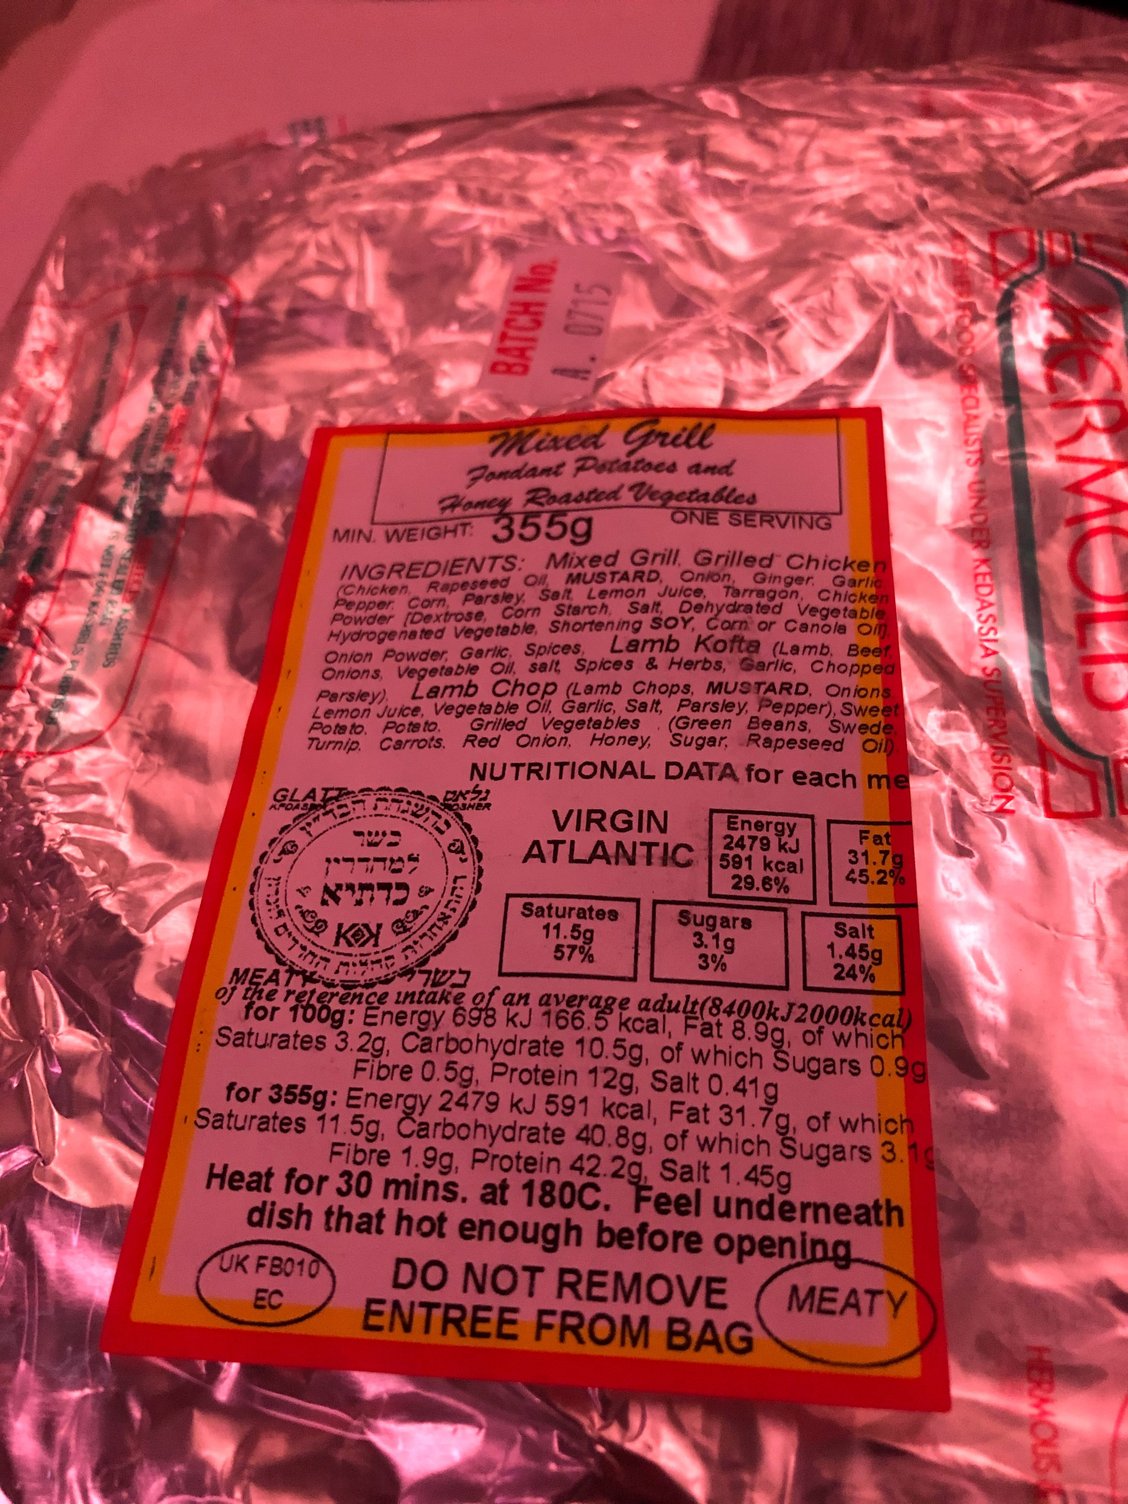 BATCH No.
A. 0715
HERMOLIS
UNDER KEDASSIA SUPERVISION
Mixed Grill
Fondant Potatoes and
Honey Roasted Vegetables
MIN. WEIGHT: 355g ONE SERVING
INGREDIENTS: Mixed Grill, Grilled Chicken
(Chicken, Rapeseed Oil, MUSTARD, Onion, Ginger. Garlic
Pepper. Corn, Parsley, Salt, Lemon Juice, Tarragon, Chicken
Powder [Dextrose, Corn Starch, Salt, Dehydrated Vegetable
Hydrogenated Vegetable, Shortening SOY, Corn or Canola Oil],
Onion Powder, Garlic, Spices, Lamb Kofta (Lamb, Beef,
Onions, Vegetable Oil, salt, Spices & Herbs, Garlic, Chopped
Parsley), Lamb Chop (Lamb Chops, MUSTARD, Onions
Lemon Juice, Vegetable Oil, Garlic, Salt, Parsley, Pepper), Sweet
Potato, Potato, Grilled Vegetables (Green Beans, Swede
Turnip, Carrots, Red Onion, Honey, Sugar, Rapeseed Oil)
NUTRITIONAL DATA for each me
GLATT גלאט
KOSHER
בהשגחת הבד"ץ
כשר
למהדרין
כדתיא
KK
MEATY בשרי
VIRGIN
ATLANTIC
Energy
2479 kJ
591 kcal
29.6%
Fat
31.7g
45.2%
Saturates
11.5g
57%
Sugars
3.1g
3%
Salt
1.45g
24%
of the reference intake of an average adult(8400kJ2000kcal)
for 100g: Energy 698 kJ 166.5 kcal, Fat 8.9g, of which
Saturates 3.2g, Carbohydrate 10.5g, of which Sugars 0.9g
Fibre 0.5g, Protein 12g, Salt 0.41g
for 355g: Energy 2479 kJ 591 kcal, Fat 31.7g, of which
Saturates 11.5g, Carbohydrate 40.8g, of which Sugars 3.1g
Fibre 1.9g, Protein 42.2g, Salt 1.45g
Heat for 30 mins. at 180C. Feel underneath
dish that hot enough before opening
UK FB010
EC
DO NOT REMOVE
ENTREE FROM BAG
MEATY
HERMOLIS